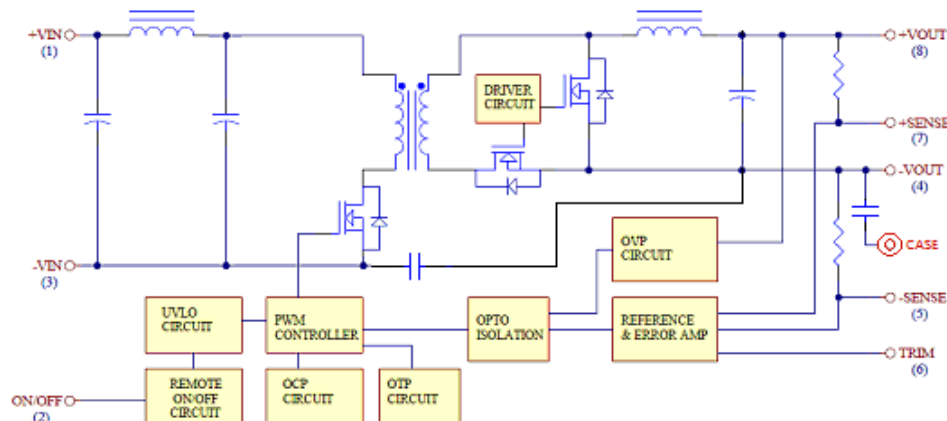 +VIN
(1)
+VOUT
(8)
DRIVER
CIRCUIT
+SENSE
(7)
-VOUT
(4)
CASE
OVP
CIRCUIT
-VIN
(3)
UVLO
CIRCUIT
PWM
CONTROLLER
OPTO
ISOLATION
REFERENCE
& ERROR AMP
-SENSE
(5)
TRIM
(6)
REMOTE
ON/OFF
CIRCUIT
OCP
CIRCUIT
OTP
CIRCUIT
ON/OFF
(2)